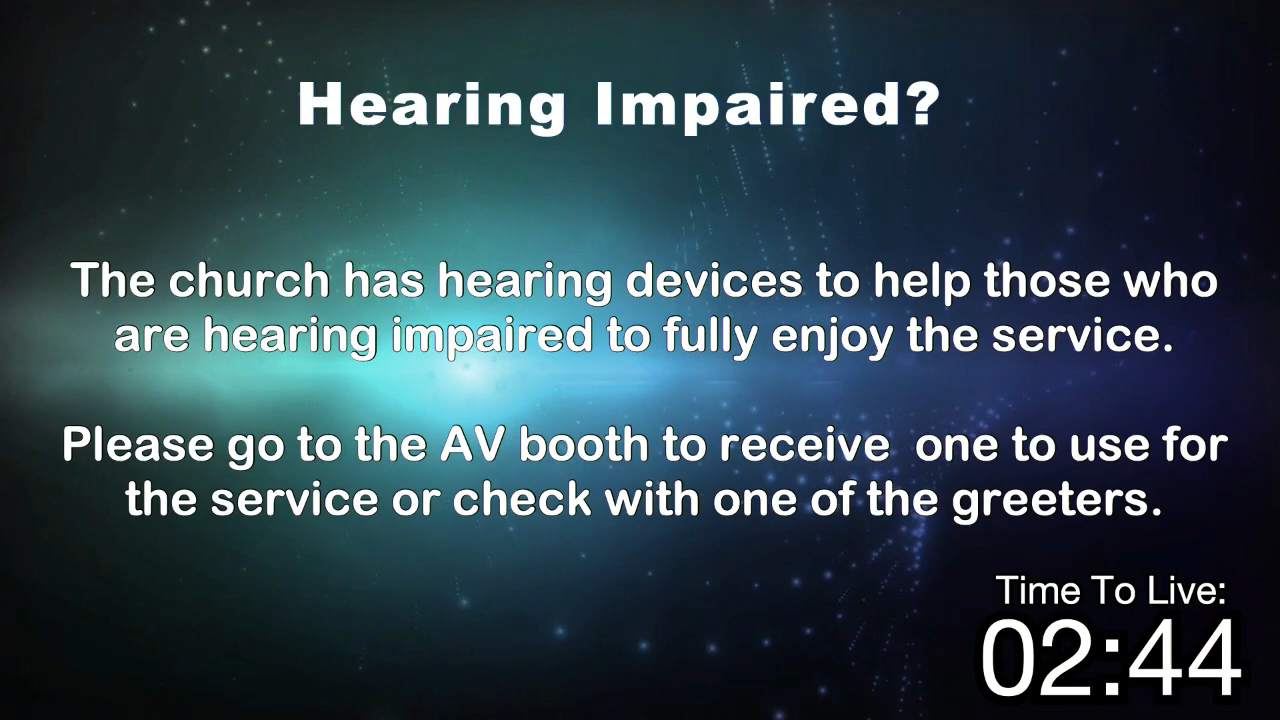 Hearing Impaired?
The church has hearing devices to help those who
are hearing impaired to fully enjoy the service.
Please go to the AV booth to receive  one to use for
the service or check with one of the greeters.
Time To Live:
02:44